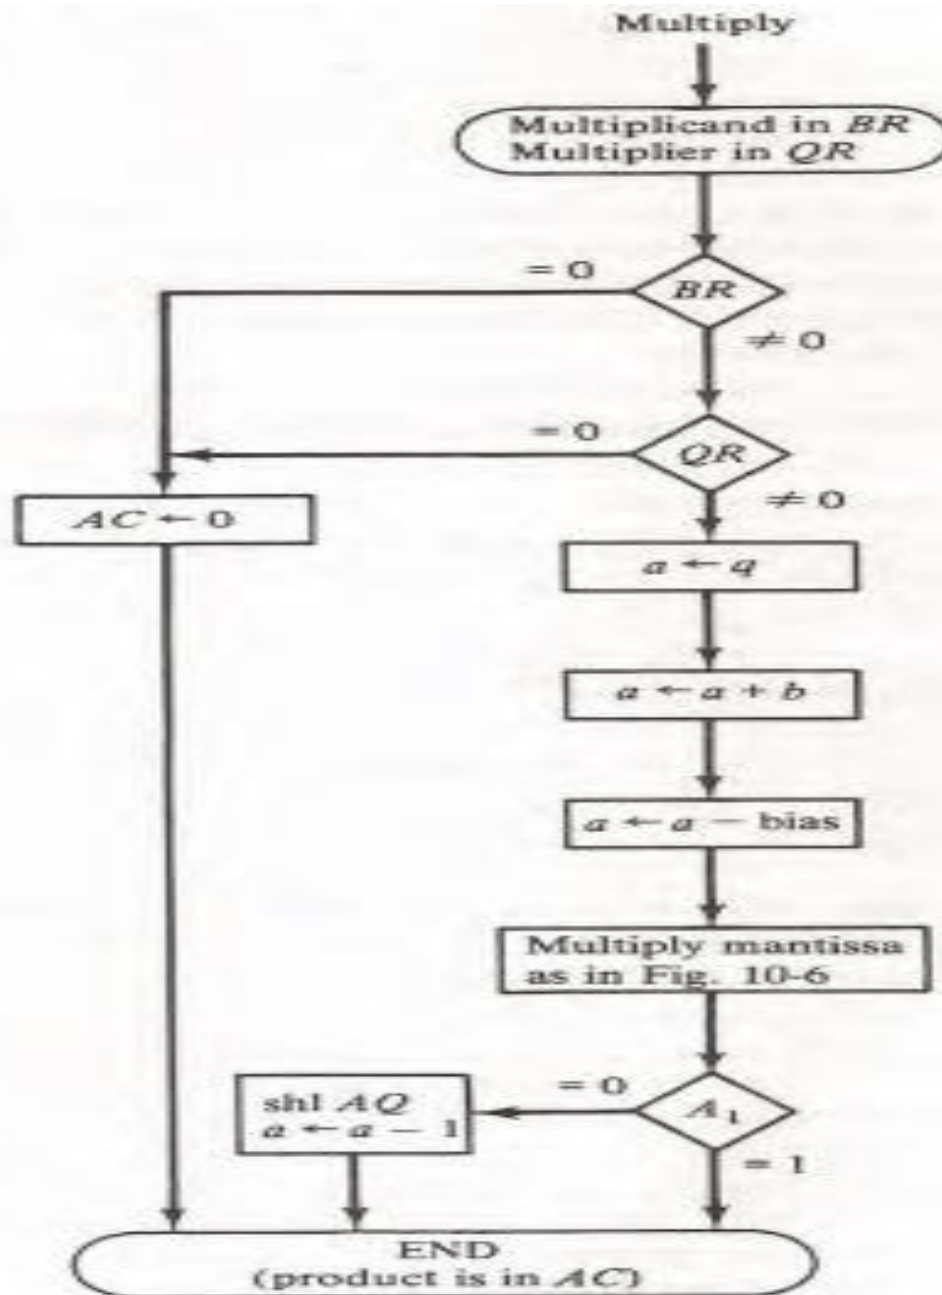 Multiply
Multiplicand in BR
Multiplier in QR
= 0
BR
≠ 0
= 0
QR
≠ 0
AC ← 0
a ← q
a ← a + b
a ← a − bias
Multiply mantissa
as in Fig. 10-6
= 0
A₁
shl AQ
a ← a − 1
= 1
END
(product is in AC)